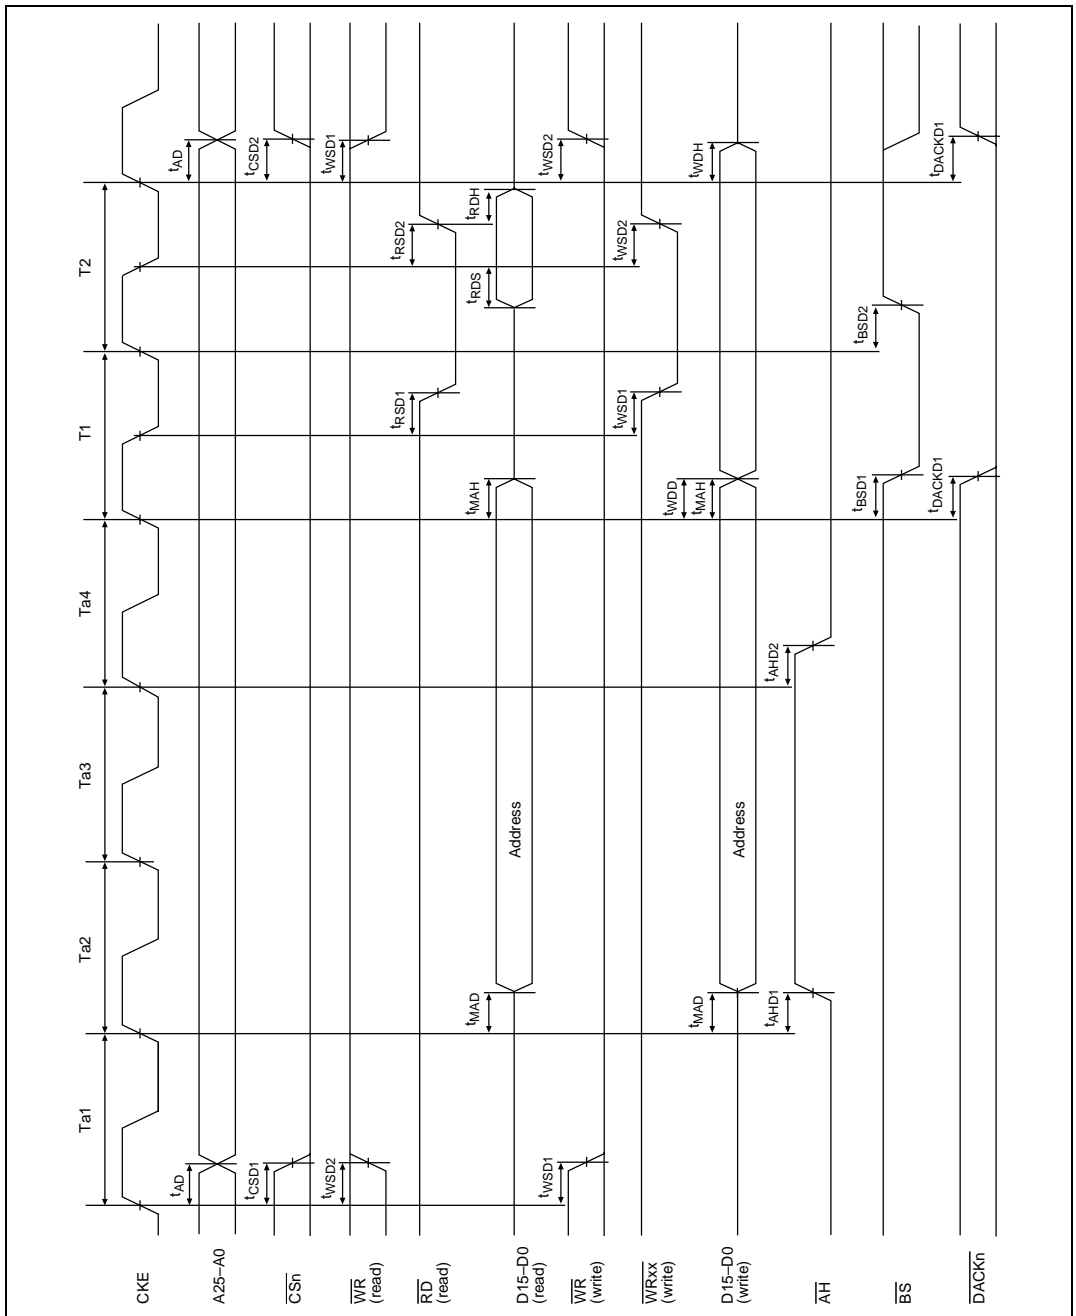 Ta1 Ta2 Ta3 Ta4 T1 T2
CKE
tAD tAD
A25–A0
tCSD1 tCSD2
CSn
tWSD2 tWSD1
WR (read)
tRSD1 tRSD2
RD (read)
tMAD tMAH tRDS tRDH
Address
D15–D0 (read)
tWSD1 tWSD2
WR (write)
tWSD1 tWSD2
WRxx (write)
tWDD
tMAD tMAH tWDH
Address
D15–D0 (write)
tAHD1 tAHD2
AH
tBSD1 tBSD2
BS
tDACKD1 tDACKD1
DACKn